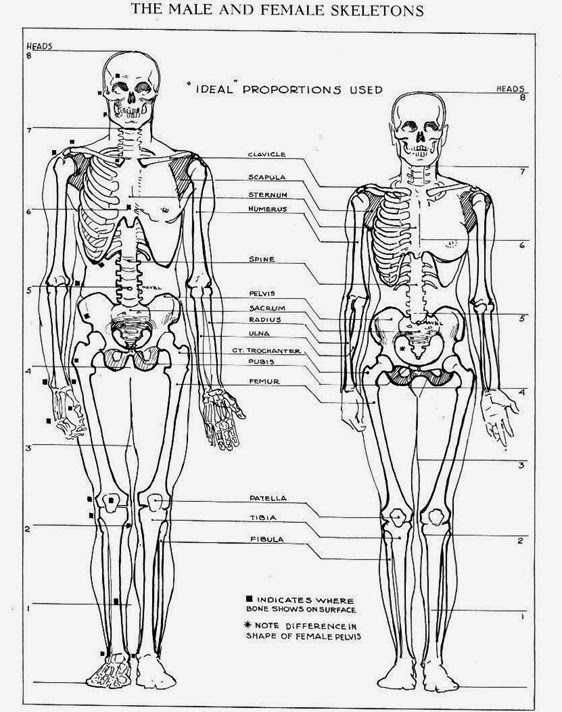 THE MALE AND FEMALE SKELETONS
HEADS
8
"IDEAL" PROPORTIONS USED
HEADS
8
7
CLAVICLE
7
SCAPULA
STERNUM
HUMERUS
6
6
SPINE
5
NAVEL
PELVIS
SACRUM
RADIUS
5
NAVEL
ULNA
GT. TROCHANTER
PUBIS
4
FEMUR
4
3
3
PATELLA
TIBIA
2
FIBULA
2
■ INDICATES WHERE
BONE SHOWS ON SURFACE
1
1
* NOTE DIFFERENCE IN
SHAPE OF FEMALE PELVIS